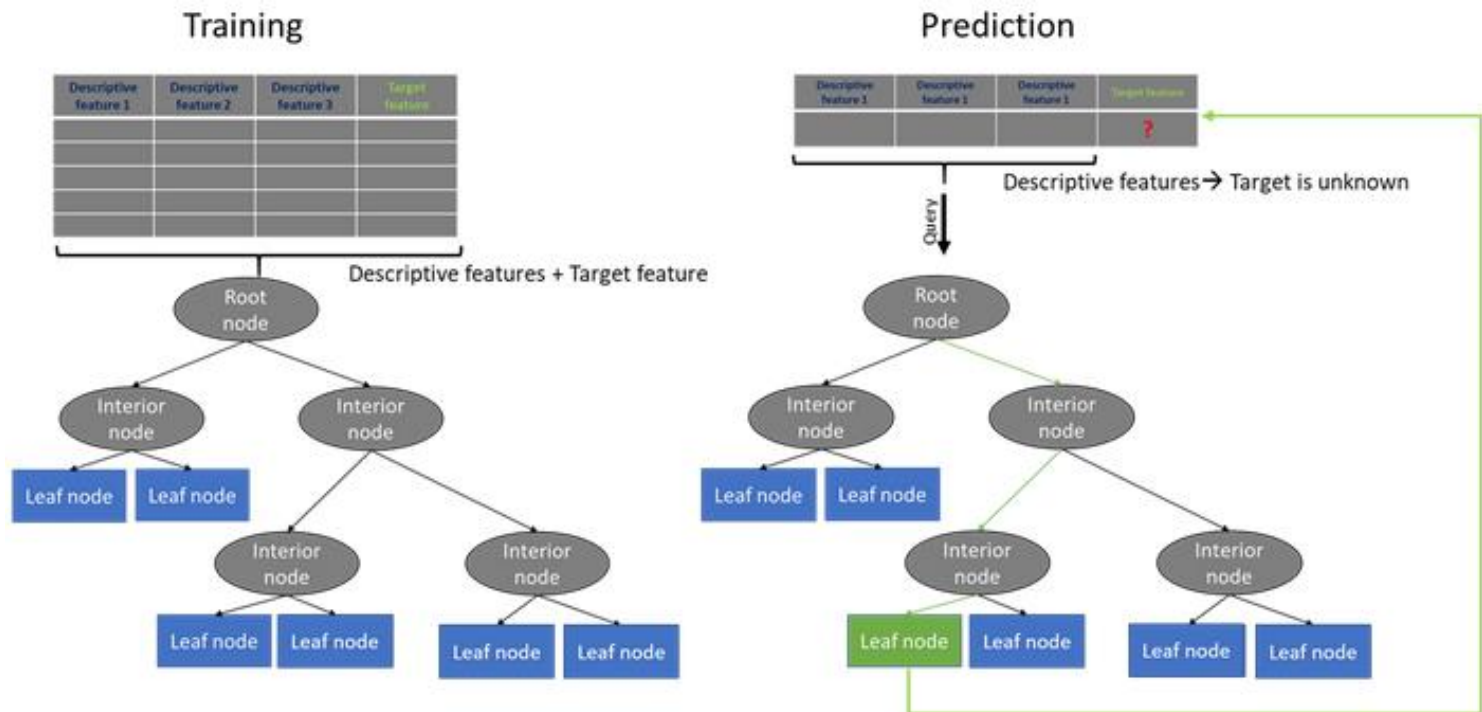 Training
Descriptive
feature 1
Descriptive
feature 2
Descriptive
feature 3
Target
feature
Descriptive features + Target feature
Root
node
Interior
node
Interior
node
Leaf node
Leaf node
Interior
node
Interior
node
Leaf node
Leaf node
Leaf node
Leaf node
Prediction
Descriptive
feature 1
Descriptive
feature 1
Descriptive
feature 1
Target feature
?
Descriptive features→ Target is unknown
Query
Root
node
Interior
node
Interior
node
Leaf node
Leaf node
Interior
node
Interior
node
Leaf node
Leaf node
Leaf node
Leaf node